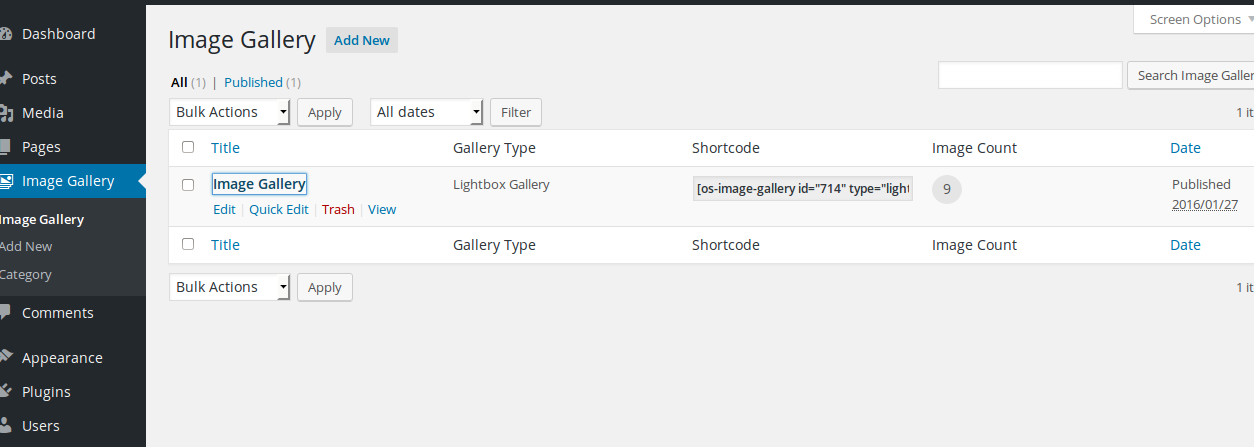 Dashboard
Posts
Media
Pages
Image Gallery
Image Gallery
Add New
Category
Comments
Appearance
Plugins
Users
Screen Options
Image Gallery Add New
All (1) | Published (1)
Search Image Galler
Bulk Actions Apply All dates Filter 1 it
Title Gallery Type Shortcode Image Count Date
Image Gallery Lightbox Gallery [os-image-gallery id="714" type="light 9 Published
Edit | Quick Edit | Trash | View 2016/01/27
Title Gallery Type Shortcode Image Count Date
Bulk Actions Apply 1 it